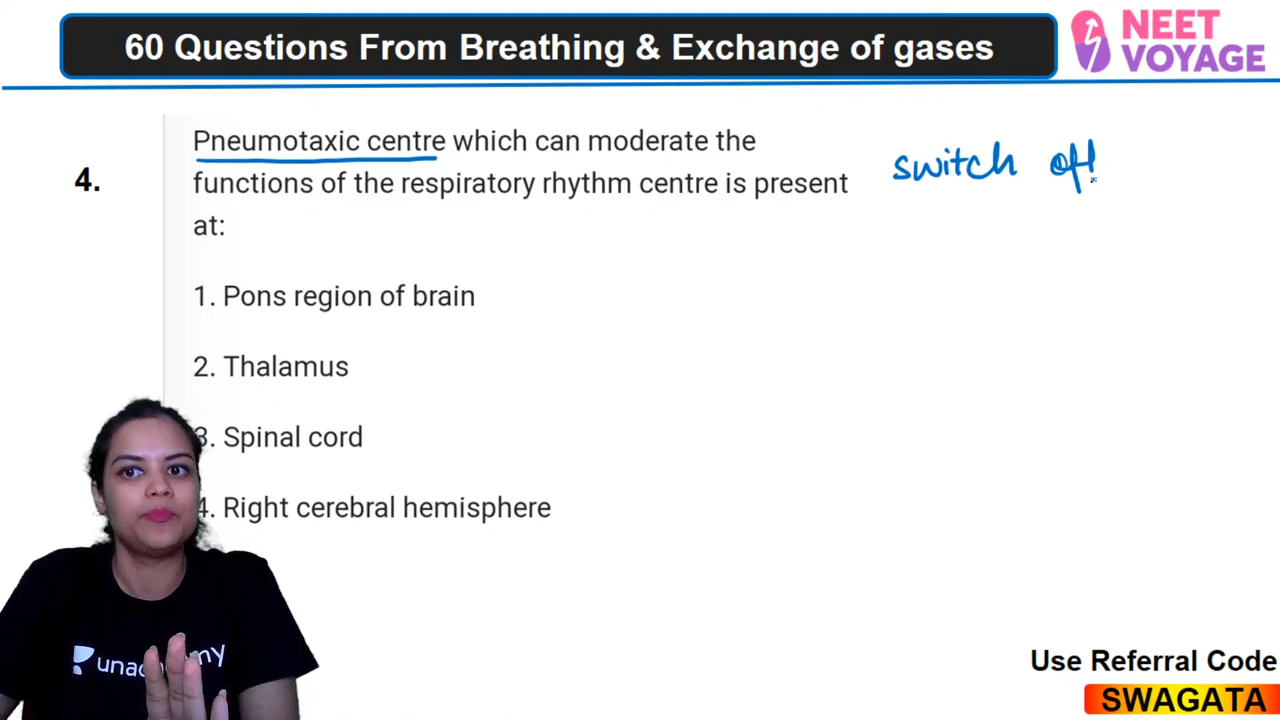 60 Questions From Breathing & Exchange of gases
NEET
VOYAGE
4.
Pneumotaxic centre which can moderate the
functions of the respiratory rhythm centre is present
at:
switch off
1. Pons region of brain
2. Thalamus
3. Spinal cord
4. Right cerebral hemisphere
unacademy
Use Referral Code
SWAGATA